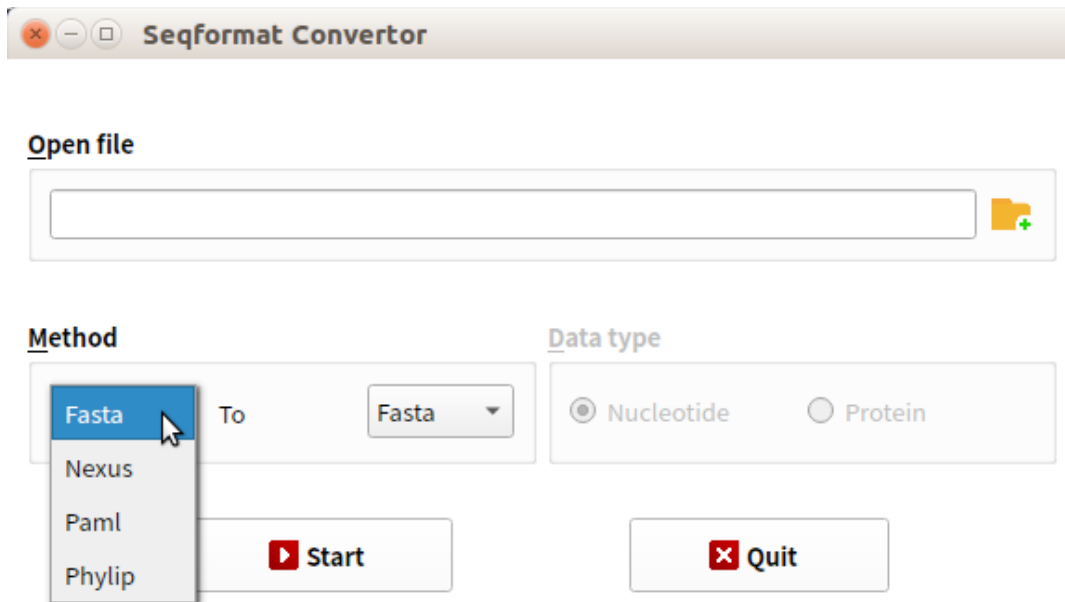 Seqformat Convertor
Open file
Method
Data type
Fasta To Fasta
Nucleotide Protein
Nexus
Paml
Phylip
Start
Quit